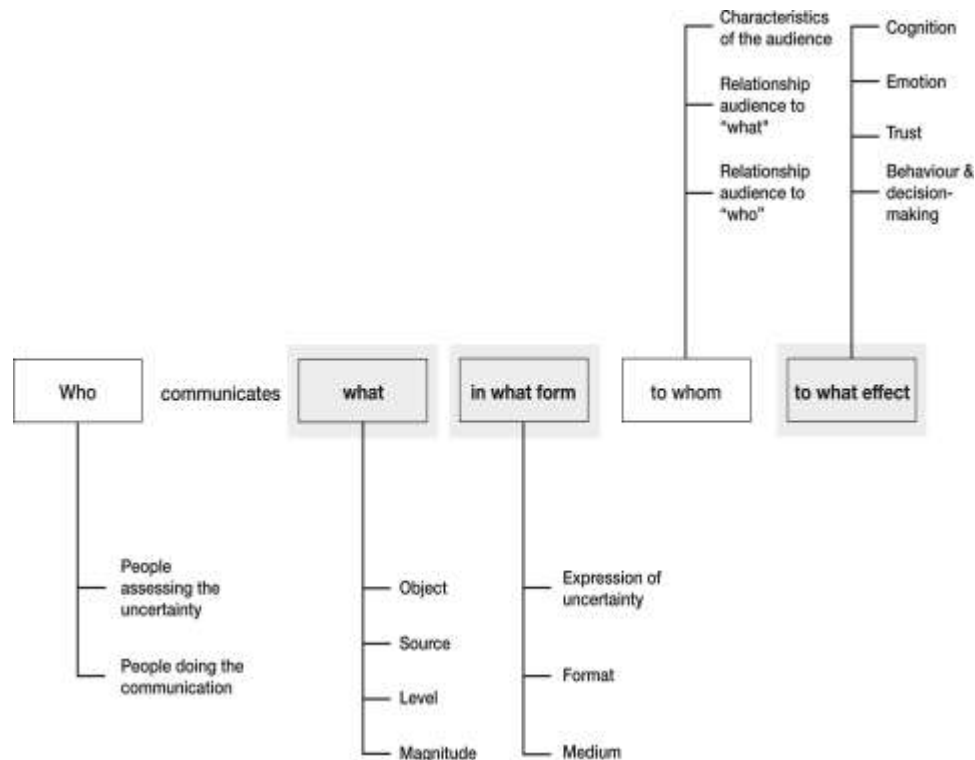 Characteristics
of the audience
Relationship
audience to
“what”
Relationship
audience to
“who”
Cognition
Emotion
Trust
Behaviour &
decision-
making
Who
communicates
what
in what form
to whom
to what effect
People
assessing the
uncertainty
People doing the
communication
Object
Source
Level
Magnitude
Expression of
uncertainty
Format
Medium